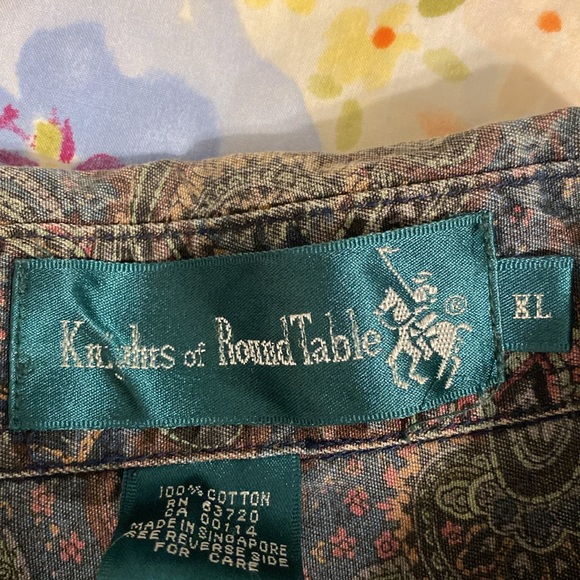 Knights of Round Table ®
XL
100% COTTON
RN 63720
CA 00114
MADE IN SINGAPORE
SEE REVERSE SIDE
FOR CARE